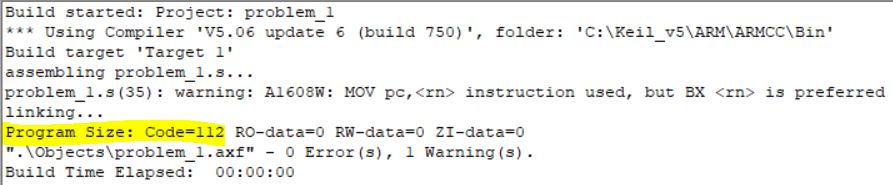 Build started: Project: problem_1
*** Using Compiler 'V5.06 update 6 (build 750)', folder: 'C:\Keil_v5\ARM\ARMCC\Bin'
Build target 'Target 1'
assembling problem_1.s...
problem_1.s(35): warning: A1608W: MOV pc,<rn> instruction used, but BX <rn> is preferred
linking...
Program Size: Code=112 RO-data=0 RW-data=0 ZI-data=0
".\Objects\problem_1.axf" - 0 Error(s), 1 Warning(s).
Build Time Elapsed:  00:00:00